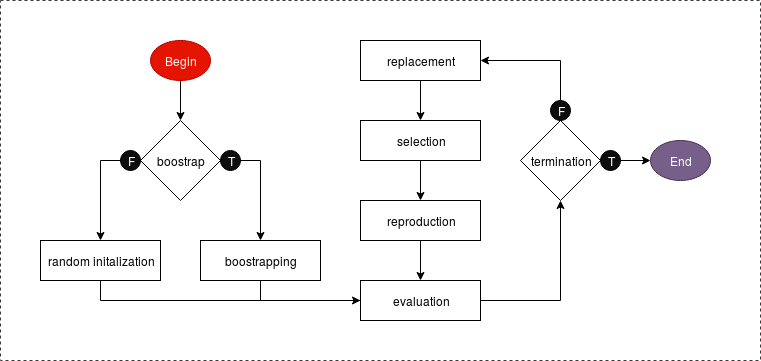 Begin
boostrap
F
T
random initalization
boostrapping
replacement
selection
reproduction
evaluation
termination
F
T
End